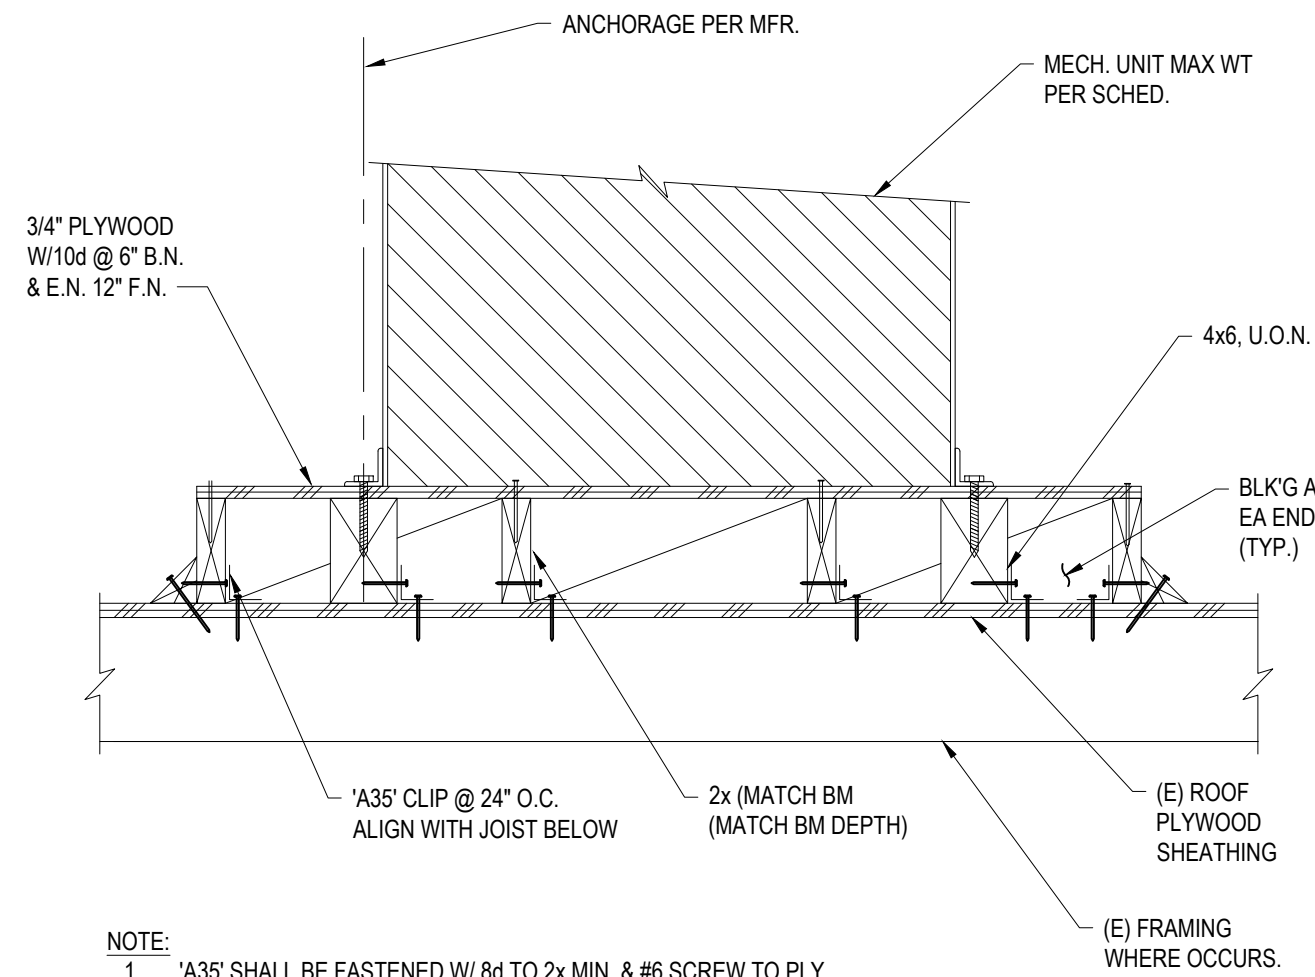 ANCHORAGE PER MFR.
MECH. UNIT MAX WT
PER SCHED.
3/4" PLYWOOD
W/10d @ 6" B.N.
& E.N. 12" F.N.
4x6, U.O.N.
BLK'G A
EA END
(TYP.)
'A35' CLIP @ 24" O.C.
ALIGN WITH JOIST BELOW
2x (MATCH BM
(MATCH BM DEPTH)
(E) ROOF
PLYWOOD
SHEATHING
(E) FRAMING
WHERE OCCURS.
NOTE:
1. 'A35' SHALL BE FASTENED W/ 8d TO 2x MIN. & #6 SCREW TO PLY